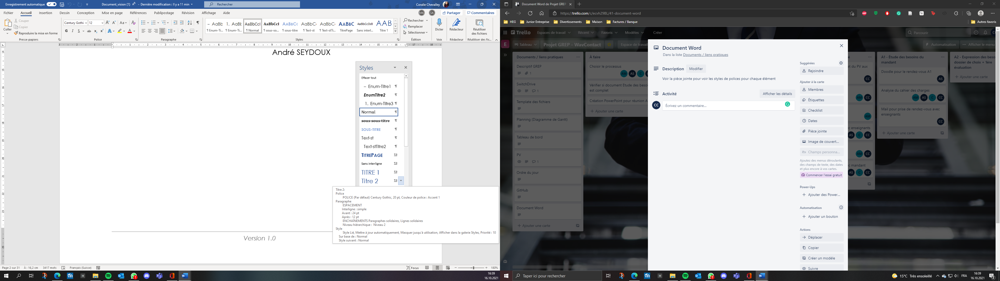 Enregistrement automatique
Document_vision (1)
- Dernière modification : Il y a 11 min
Rechercher
Coralie Chevalley
Fichier Accueil Insertion Dessin Conception Mise en page Références Publipostage Révision Affichage Aide
MA SA Partager Commentaires
Coller
Couper
Copier
Reproduire la mise en forme
Presse-papiers
Century Gothi 12
Police
Paragraphe
– AaBb 1. AaBb AaBbCcI AaBbCcI AaBbCc AaBbC AaBbC AABBC AaBbCcDd AAB
¶ Enum-Ti... ¶ Enum-Ti... ¶ Normal ¶ sous-so... ¶ sous-titre ¶ Text-st ¶ Text-stTi... TitrePage Sans interl... Titre 1
Styles
Rechercher
Remplacer
Sélectionner
Édition
Dicter
Voix
Rédacteur
Rédacteur
Réutiliser des fichiers
Réutiliser des fic...
André SEYDOUX
Styles
Effacer tout
– Enum-Titre1 ¶
EnumTitre2 ¶
1. Enum-Titre3 ¶
Normal ¶
sous-sous-titre ¶
SOUS-TITRE ¶
Text-st ¶
Text-stTitre2 ¶
TITREPAGE ¶a
Sans interligne ¶a
TITRE 1 ¶a
Titre 2 ¶a
Titre 2:
Police
POLICE (Par défaut) Century Gothic, 20 pt, Couleur de police : Accent 1
Paragraphe
ESPACEMENT
Interligne : simple
Avant : 24 pt
Après : 12 pt
ENCHAÎNEMENTS Paragraphes solidaires, Lignes solidaires
Niveau hiérarchique : Niveau 2
Style
Style Lié, Mettre à jour automatiquement, Masquer jusqu'à utilisation, Afficher dans la galerie Styles, Priorité : 10
Sur base de : Normal
Style suivant : Normal
Version 1.0
Page 2 sur 31 À : 16,2 cm 3417 mots Français (Suisse)
Focus
180%
16:39
16.10.2021
Document Word de Projet GREP
https://trello.com/c/ecvh29BL/41-document-word
HEG Junior Entreprise Divertissements Maison Factures / Banque
Autres favoris
Trello Espaces de travail Récent Favoris Modèles Créer
Parcourir
E
Tableau
Projet GREP - WavContact
Espace de travail
Automatisation
Afficher le menu
Documents / liens pratiques
Descriptif GREP
1
SwitchDrive
1
Template des fichiers
Planning (Diagramme de Gantt)
Tableau de bord
PV
1
Ordre du jour
GitHub
Document Word
Ajouter une carte
À faire
Choisir le processus
AM AS C
Vérifier si document Etude des besoi
est complet
Création PowerPoint pour réunion A
Ajouter une carte
Document Word
Dans la liste Documents / liens pratiques
Description Modifier
Voir la pièce jointe pour voir les styles de polices pour chaque élément
Activité
Afficher les détails
CC Écrivez un commentaire...
Suggérées
Rejoindre
Ajouter à la carte
Membres
Étiquettes
Checklist
Dates
Pièce jointe
Image de couvert...
Champs personna...
Ajoutez des menus déroulants,
des champs de texte, des dates
et plus encore à vos cartes.
Commencer l'essai gratuit
Power-Ups
Ajouter des Power...
Automatisation
Ajouter un bouton
Actions
Déplacer
Copier
Créer un modèle
Suivre
et du PV aux
CC
AM CC
AM
ec enseignants
AS C CC
AM CC
ec mandant
AS C CC
A1 - Étude des besoins du
mandant
Doodle pour le rendez-vous A1
AS
Analyse du cahier des charges
AM AS C CC
Mail pour prise de rendez-vous avec
enseignants
CC
Ajouter une carte
A2 - Expression des beso
dossier de choix + 1ère
évaluation
Ajouter une carte
Taper ici pour rechercher
15°C Très ensoleillé
FRA
16:39
16.10.2021